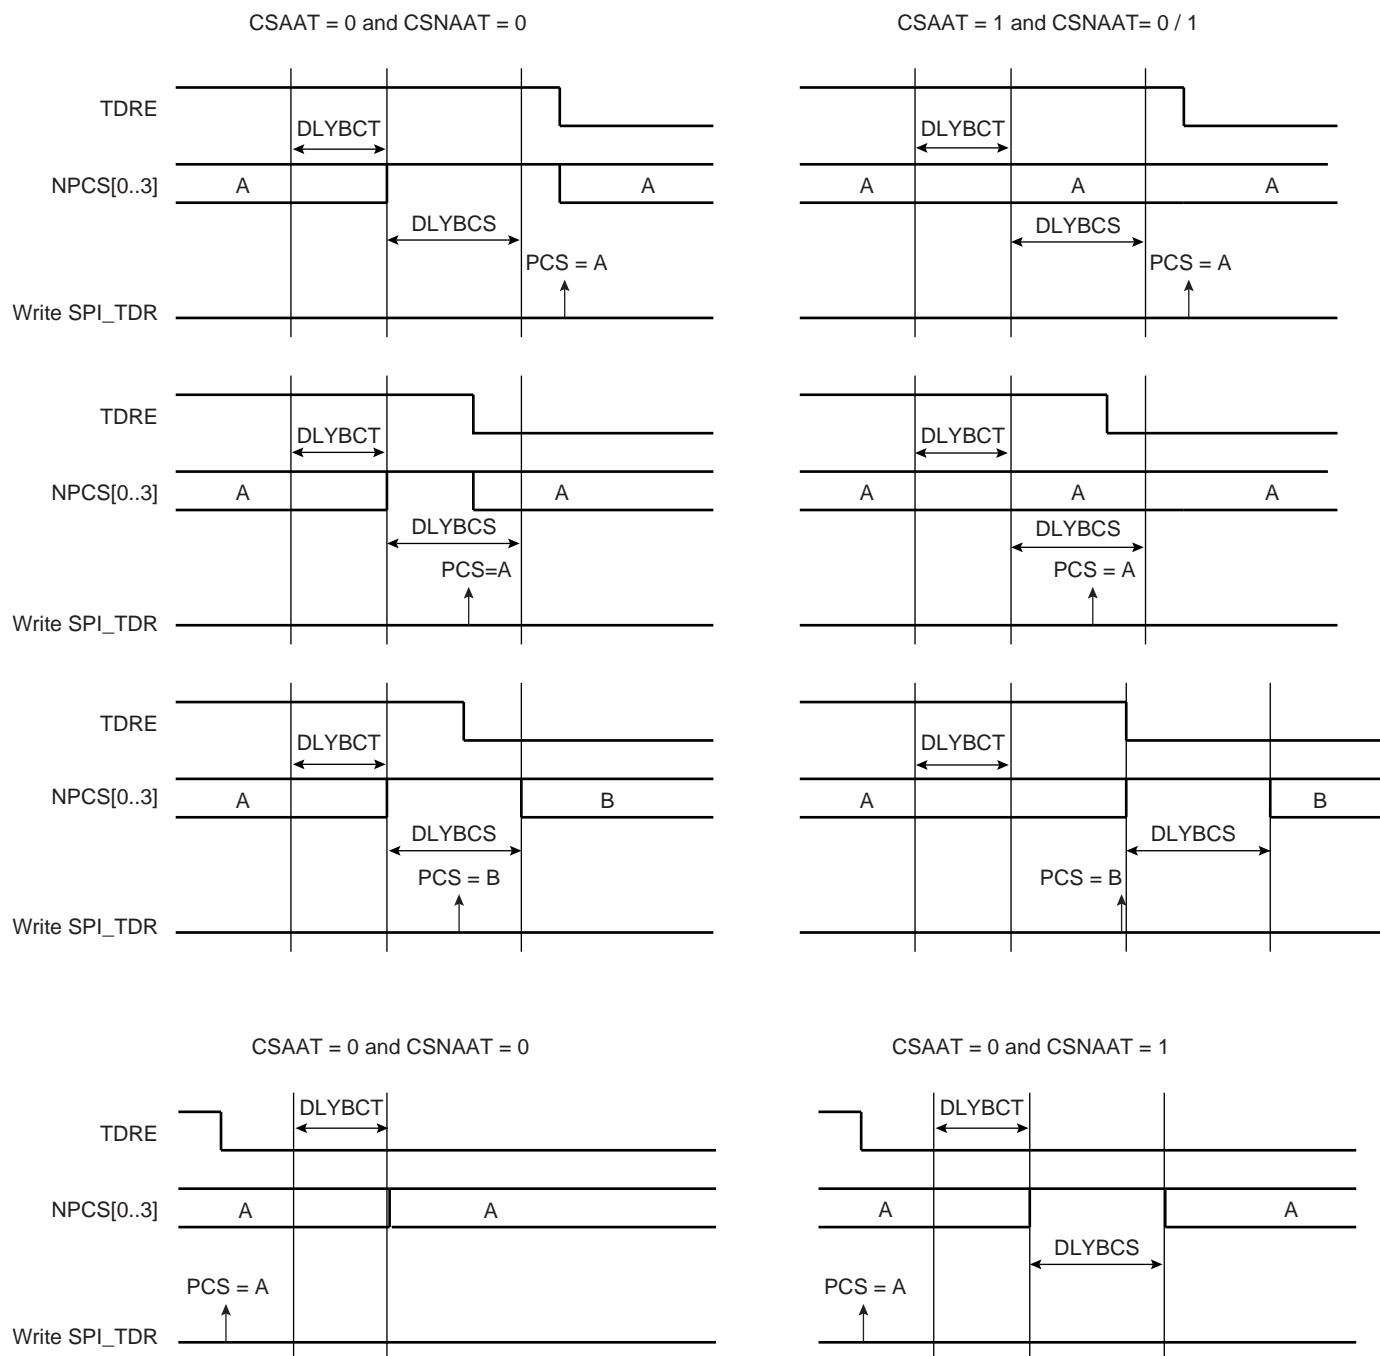 CSAAT = 0 and CSNAAT = 0
CSAAT = 1 and CSNAAT= 0 / 1
TDRE
DLYBCT
DLYBCT
NPCS[0..3]
A
A
A
A
A
DLYBCS
DLYBCS
PCS = A
PCS = A
Write SPI_TDR
TDRE
DLYBCT
DLYBCT
NPCS[0..3]
A
A
A
A
A
DLYBCS
DLYBCS
PCS=A
PCS = A
Write SPI_TDR
TDRE
DLYBCT
DLYBCT
NPCS[0..3]
A
B
A
B
DLYBCS
DLYBCS
PCS = B
PCS = B
Write SPI_TDR
CSAAT = 0 and CSNAAT = 0
CSAAT = 0 and CSNAAT = 1
DLYBCT
DLYBCT
TDRE
NPCS[0..3]
A
A
A
A
DLYBCS
PCS = A
PCS = A
Write SPI_TDR